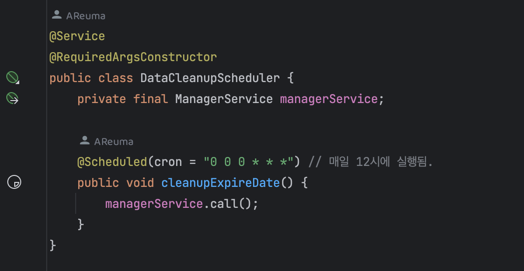 AReuma
@Service
@RequiredArgsConstructor
public class DataCleanupScheduler {
private final ManagerService managerService;
AReuma
@Scheduled(cron = "0 0 0 * * *") // 매일 12시에 실행됨.
public void cleanupExpireDate() {
managerService.call();
}
}